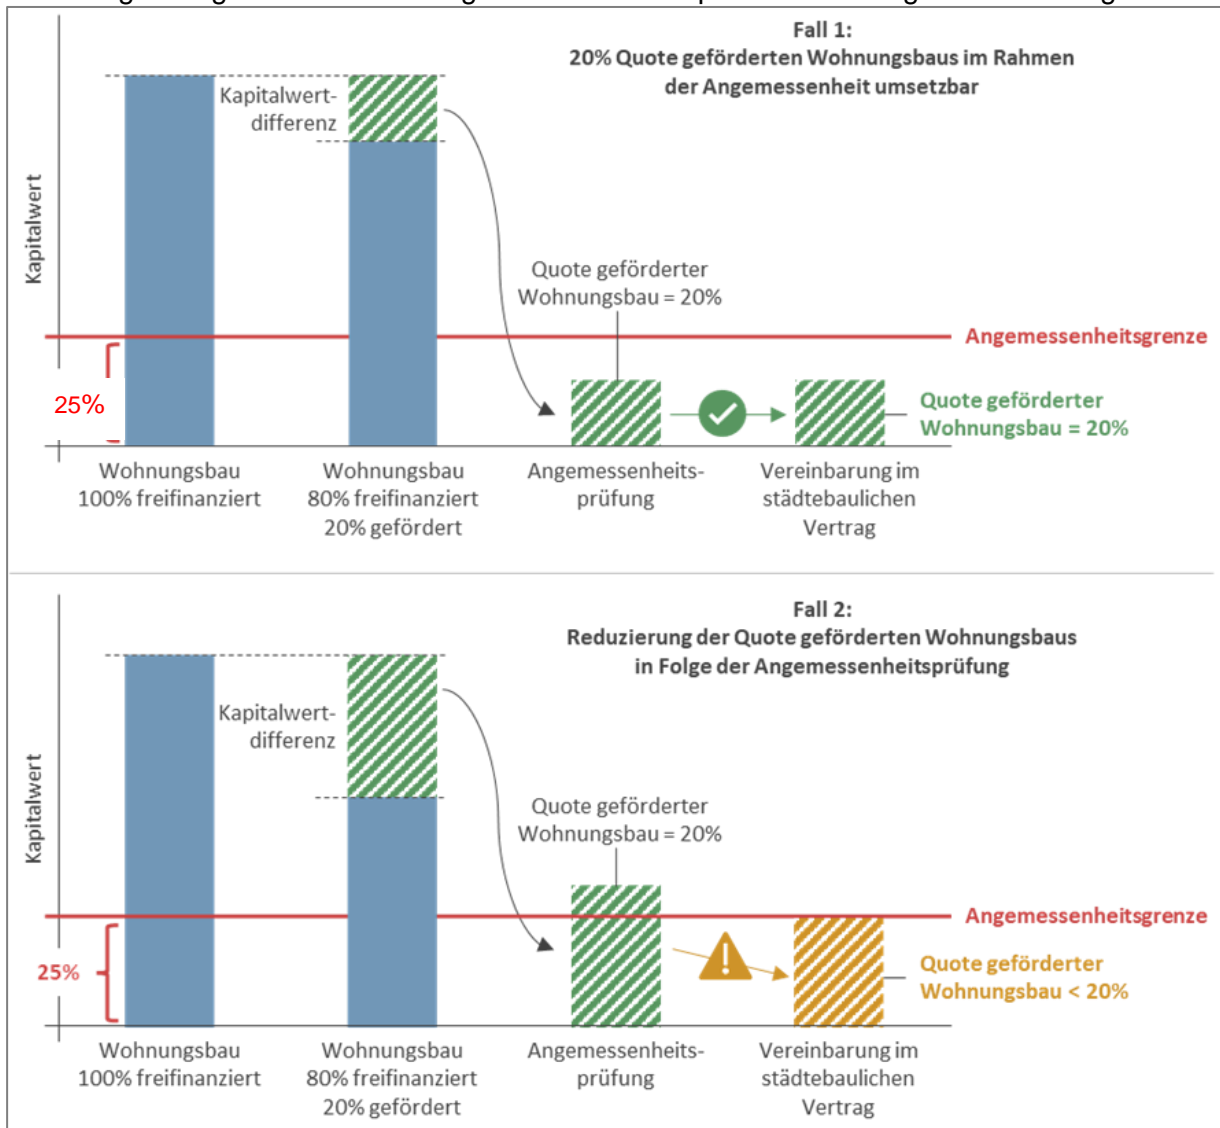 Fall 1:
20% Quote geförderten Wohnungsbaus im Rahmen
der Angemessenheit umsetzbar
Kapitalwert-
differenz
Kapitalwert
Quote geförderter
Wohnungsbau = 20%
Angemessenheitsgrenze
25%
Quote geförderter
Wohnungsbau = 20%
Wohnungsbau
100% freifinanziert
Wohnungsbau
80% freifinanziert
20% gefördert
Angemessenheits-
prüfung
Vereinbarung im
städtebaulichen
Vertrag
Fall 2:
Reduzierung der Quote geförderten Wohnungsbaus
in Folge der Angemessenheitsprüfung
Kapitalwert-
differenz
Kapitalwert
Quote geförderter
Wohnungsbau = 20%
Angemessenheitsgrenze
25%
Quote geförderter
Wohnungsbau < 20%
Wohnungsbau
100% freifinanziert
Wohnungsbau
80% freifinanziert
20% gefördert
Angemessenheits-
prüfung
Vereinbarung im
städtebaulichen
Vertrag